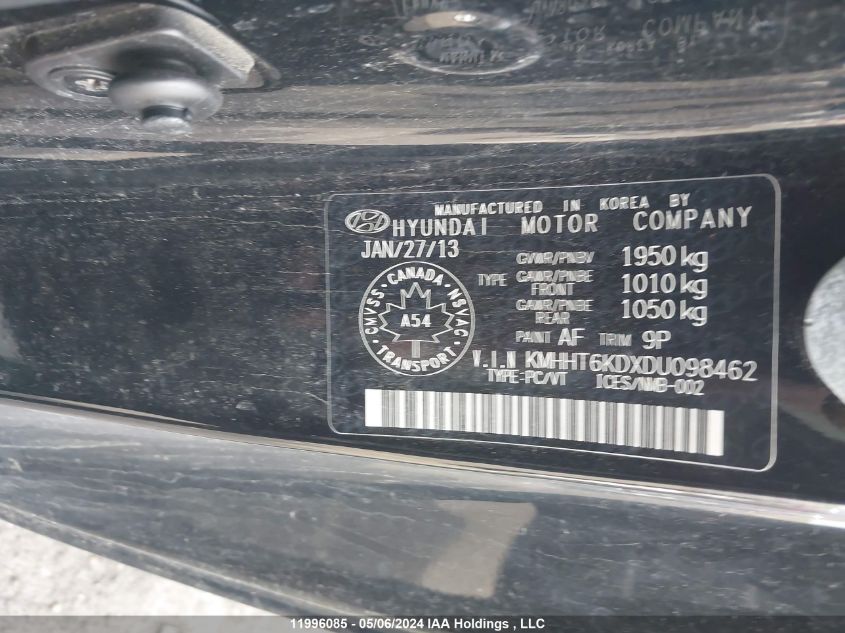 MOTOR COMPANY
MANUFACTURED IN KOREA BY
HYUNDAI MOTOR COMPANY
JAN/27/13
GVWR/PNBV 1950 kg
TYPE GAWR/PNBE FRONT 1010 kg
GAWR/PNBE REAR 1050 kg
CANADA
CMVSS NSVAC
A54
TRANSPORT
PAINT AF TRIM 9P
V.I.N KMHHT6KDXDU098462
TYPE-PC/VT ICES/NMB-002
11996085 - 05/06/2024 IAA Holdings, LLC